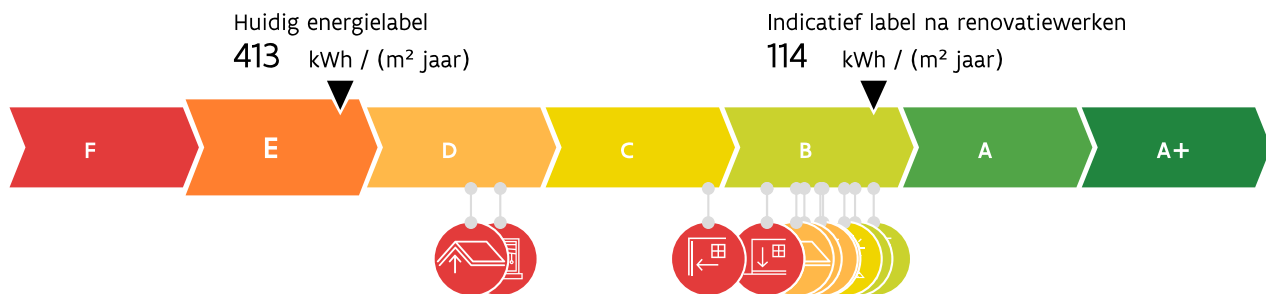 Huidig energielabel
413 kWh / (m² jaar)
Indicatief label na renovatiewerken
114 kWh / (m² jaar)
F E D C B A A+